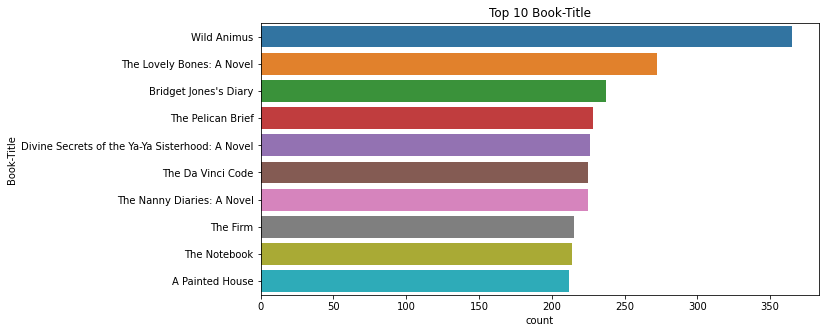 Top 10 Book-Title
Book-Title
Wild Animus
The Lovely Bones: A Novel
Bridget Jones's Diary
The Pelican Brief
Divine Secrets of the Ya-Ya Sisterhood: A Novel
The Da Vinci Code
The Nanny Diaries: A Novel
The Firm
The Notebook
A Painted House
0 50 100 150 200 250 300 350
count